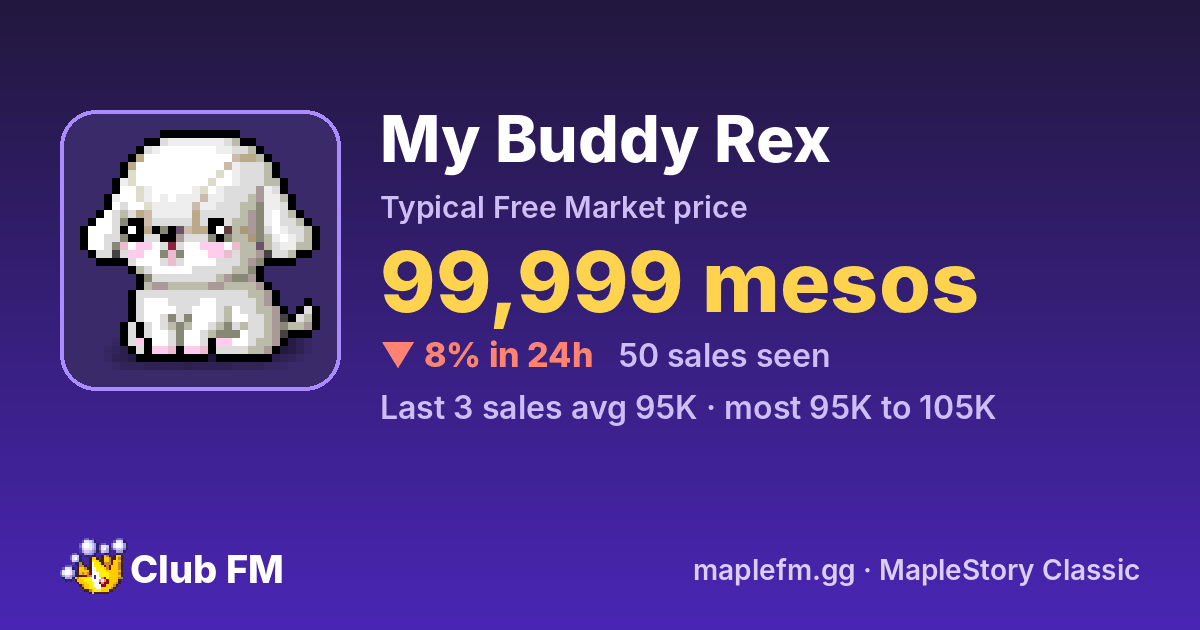 My Buddy Rex
Typical Free Market price
99,999 mesos
▼ 8% in 24h 50 sales seen
Last 3 sales avg 95K · most 95K to 105K
Club FM
maplefm.gg · MapleStory Classic